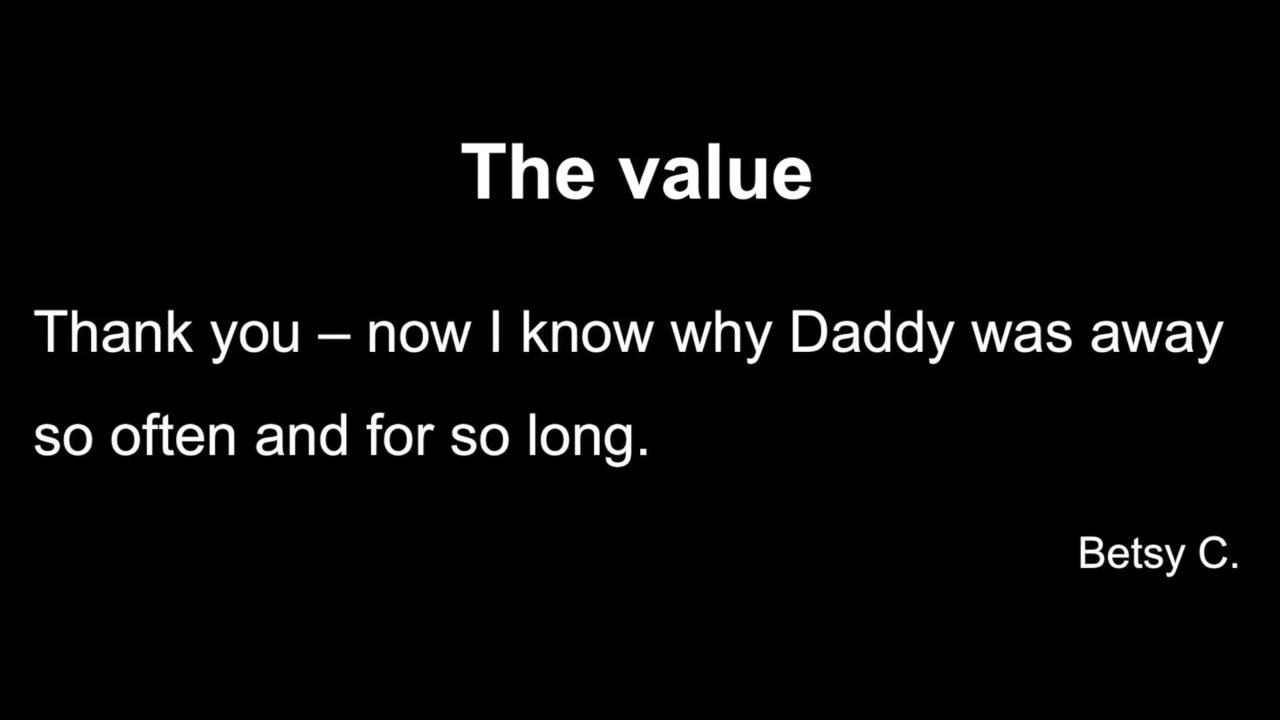 The value
Thank you – now I know why Daddy was away
so often and for so long.
Betsy C.